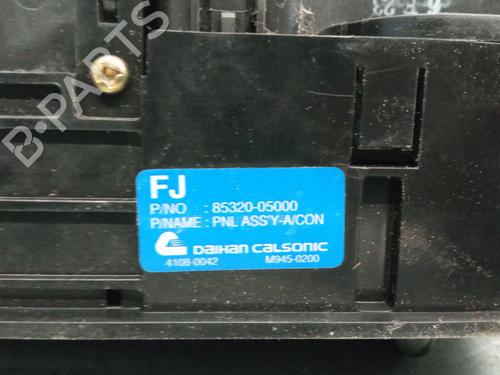 FJ
P/NO : 85320-05000
P/NAME : PNL ASS'Y-A/CON
DAIHAN CALSONIC
4108-0042 M945-0200
B-PARTS